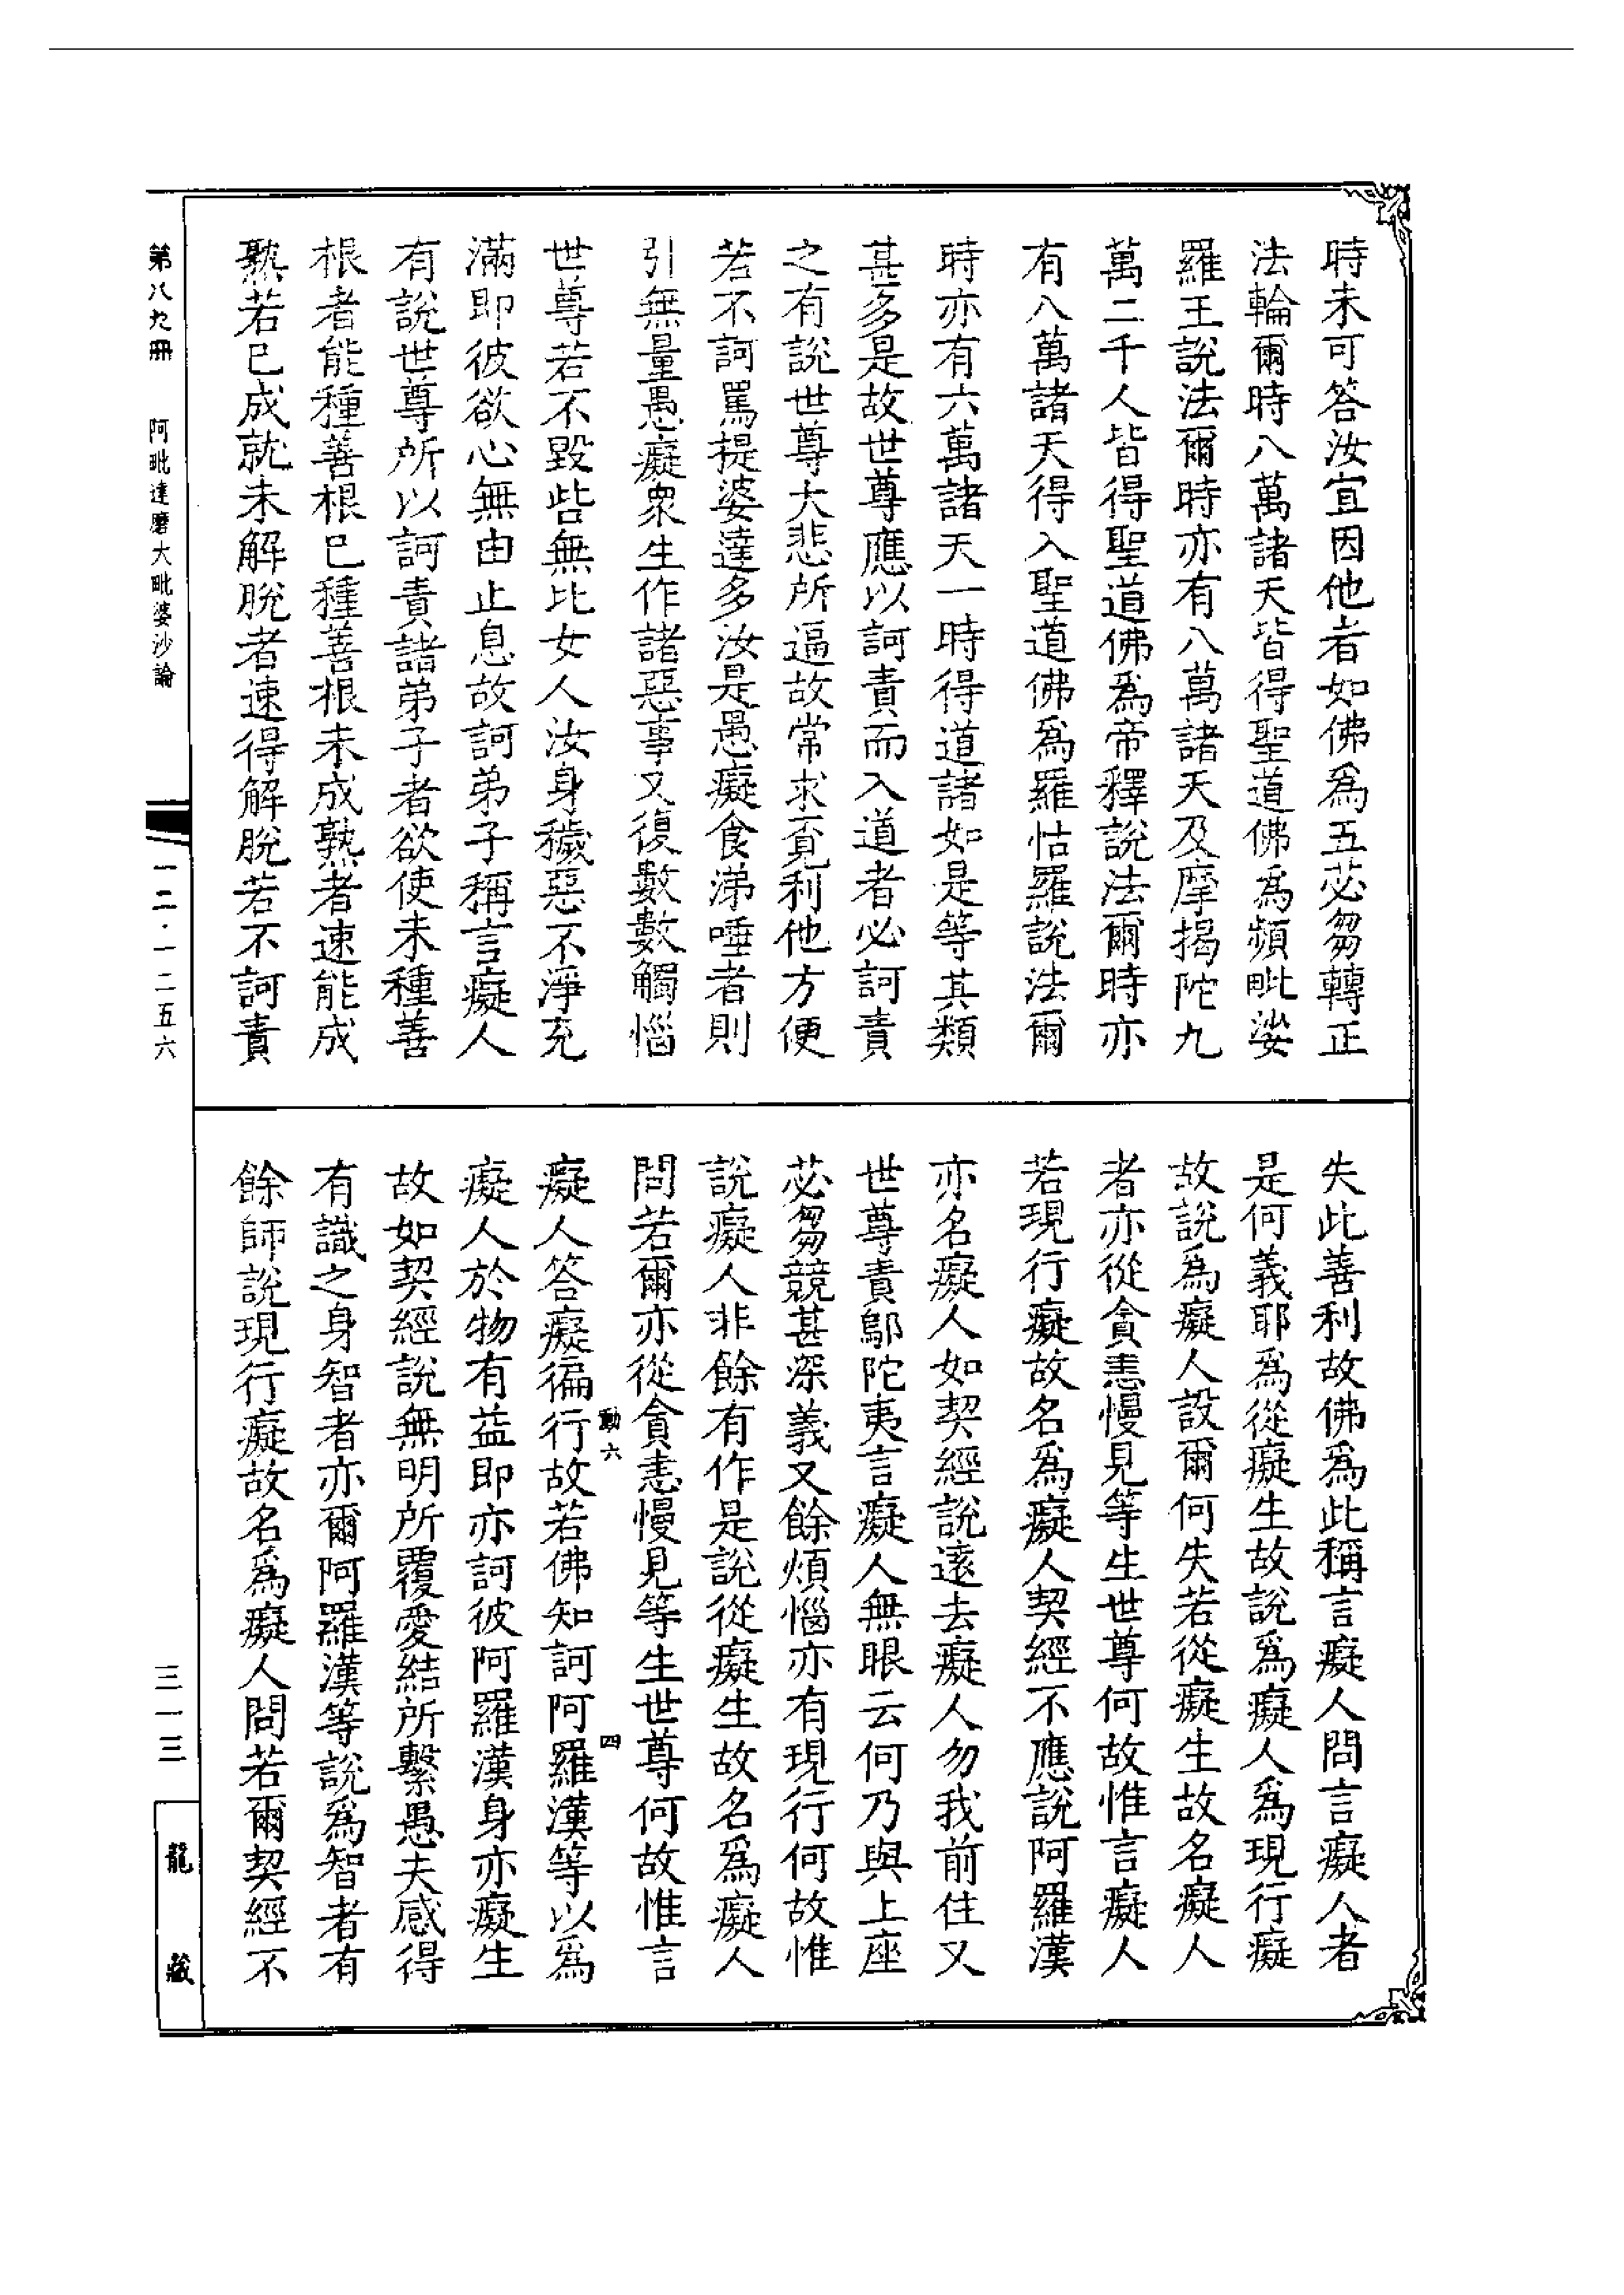 時未可答汝宜因他者如佛爲五苾芻轉正
法輪爾時八萬諸天皆得聖道佛爲頻毗娑
羅王說法爾時亦有八萬諸天及摩揭陀九
萬二千人皆得聖道佛爲帝釋說法爾時亦
有八萬諸天得入聖道佛爲羅怙羅說法爾
時亦有六萬諸天一時得道諸如是等其類
甚多是故世尊應以訶責而入道者必訶責
之有說世尊大悲所逼故常求覔利他方便
若不訶罵提婆達多汝是愚癡食涕唾者則
引無量愚癡衆生作諸惡事又復數數觸惱
世尊若不毀呰無比女人汝身穢惡不淨充
滿即彼欲心無由止息故訶弟子稱言癡人
有說世尊所以訶責諸弟子者欲使未種善
根者能種善根已種善根未成熟者速能成
熟若已成就未解脫者速得解脫若不訶責
失此善利故佛爲此稱言癡人問言癡人者
是何義耶爲從癡生故說爲癡人爲現行癡
故說爲癡人設爾何失若從癡生故名癡人
者亦從貪恚慢見等生世尊何故惟言癡人
若現行癡故名爲癡人契經不應說阿羅漢
亦名癡人如契經說遠去癡人勿我前住又
世尊責鄔陀夷言癡人無眼云何乃與上座
苾芻競甚深義又餘煩惱亦有現行何故惟
說癡人非餘有作是說從癡生故名爲癡人
問若爾亦從貪恚慢見等生世尊何故惟言
動六
四
癡人答癡徧行故若佛知訶阿羅漢等以爲
癡人於物有益即亦訶彼阿羅漢身亦癡生
故如契經說無明所覆愛結所繫愚夫感得
有識之身智者亦爾阿羅漢等說爲智者有
餘師說現行癡故名爲癡人問若爾契經不
第八九冊
阿毗達磨大毗婆沙論
一二·一二五六
三一三
龍藏